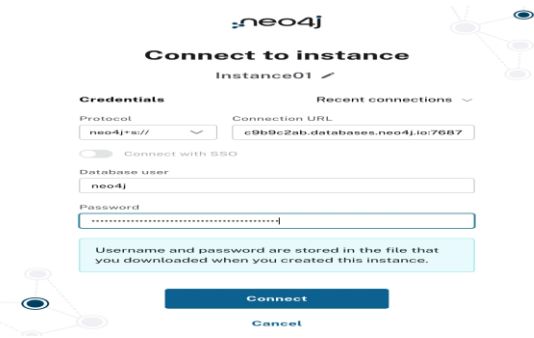 neo4j
Connect to instance
Instance01
Credentials
Recent connections
Protocol
Connection URL
neo4j+s://
c9b9c2ab.databases.neo4j.io:7687
Connect with SSO
Database user
neo4j
Password
Username and password are stored in the file that
you downloaded when you created this instance.
Connect
Cancel